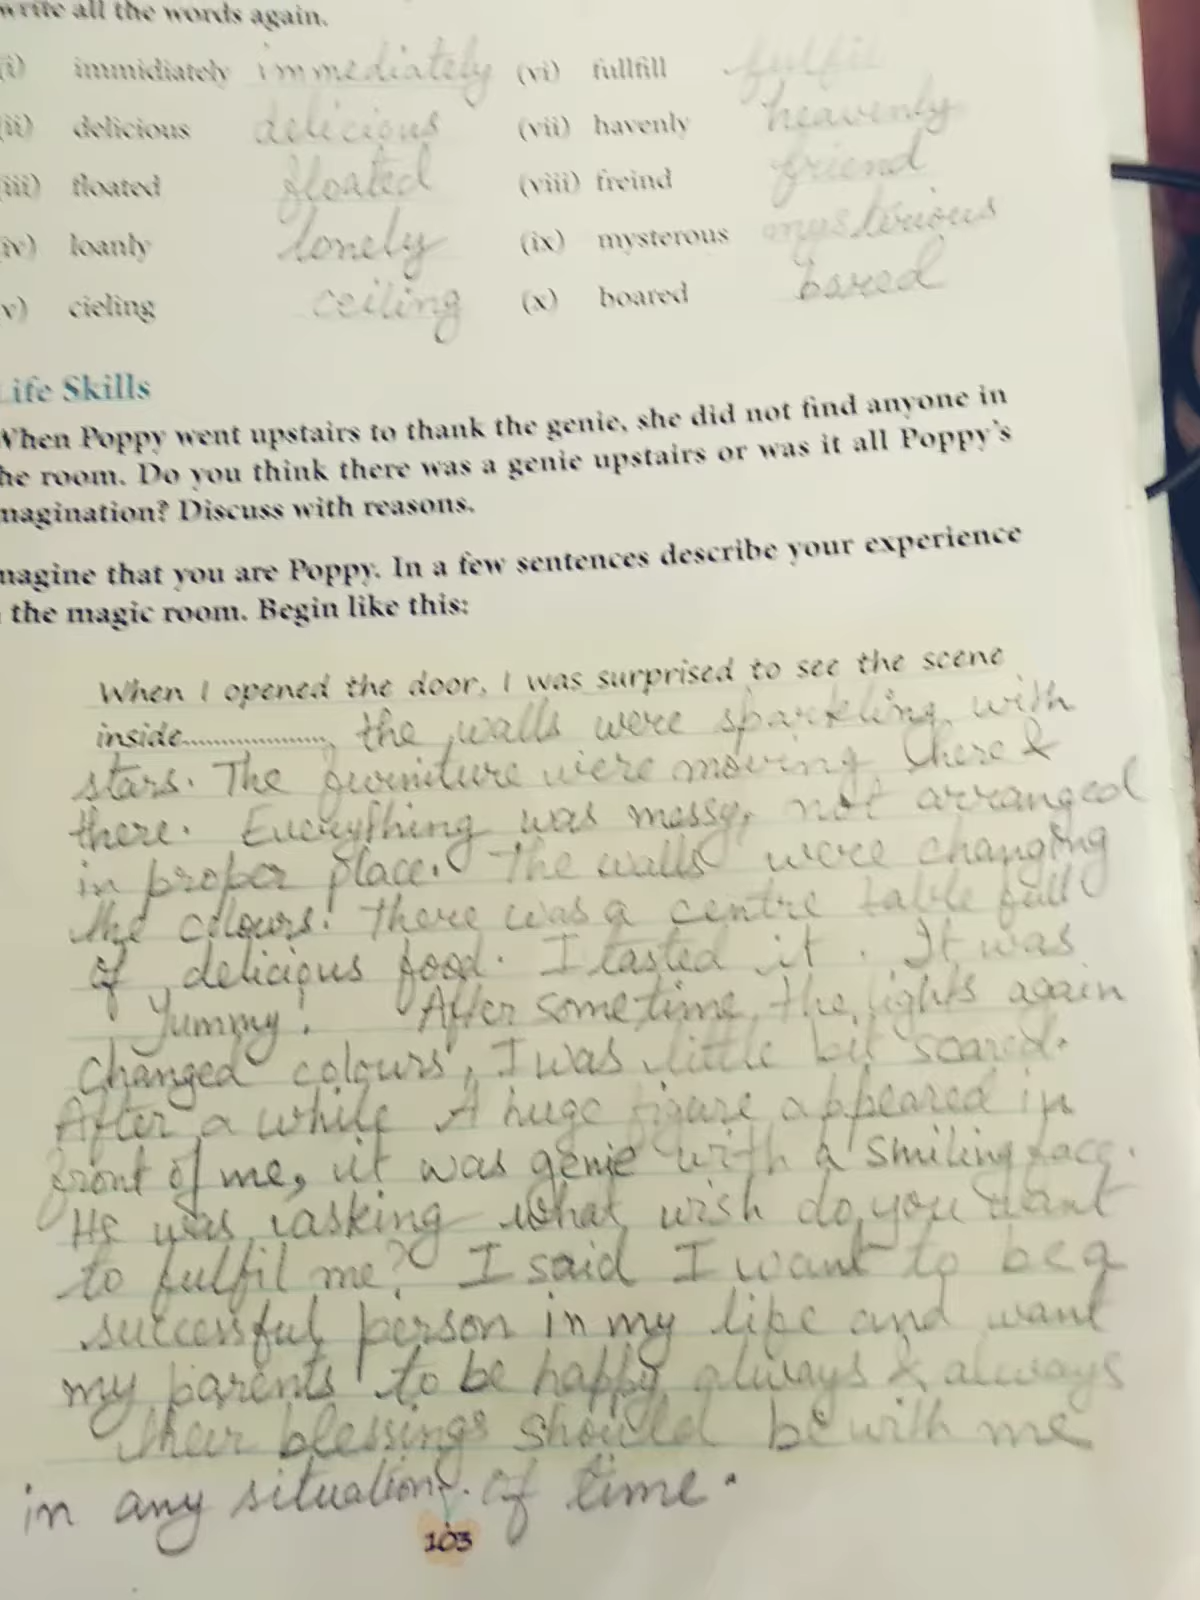 write all the words again.
i) immidiately immediately (vi) fullfill fulfil
ii) delicious delicious (vii) havenly heavenly
iii) floated floated (viii) freind friend
iv) loanly lonely (ix) mysterous mysterious
v) cieling ceiling (x) boared bored
Life Skills
When Poppy went upstairs to thank the genie, she did not find anyone in
he room. Do you think there was a genie upstairs or was it all Poppy's
magination? Discuss with reasons.
magine that you are Poppy. In a few sentences describe your experience
the magic room. Begin like this:
When I opened the door, I was surprised to see the scene
inside..................... the walls were sparkling with
stars. The furniture were moving here &
there. Everything was messy, not arranged
in proper place. The walls were changing
the colours. There was a centre table full
of delicious food. I tasted it. It was
Yummy! After sometime, the lights again
changed colours, I was little bit scared.
After a while A huge figure appeared in
front of me, it was genie with a smiling face.
He was asking what wish do you want
to fulfil me? I said I want to be a
successful person in my life and want
my parents to be happy always & always
their blessings should be with me
in any situation of time.
103